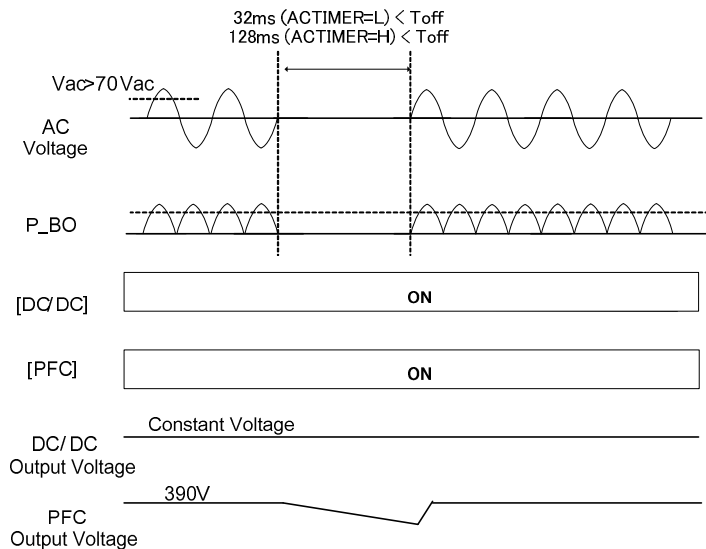 32ms (ACTIMER=L) < Toff
128ms (ACTIMER=H) < Toff
Vac>70Vac
AC
Voltage
P_BO
[DC/DC]
ON
[PFC]
ON
Constant Voltage
DC/DC
Output Voltage
390V
PFC
Output Voltage